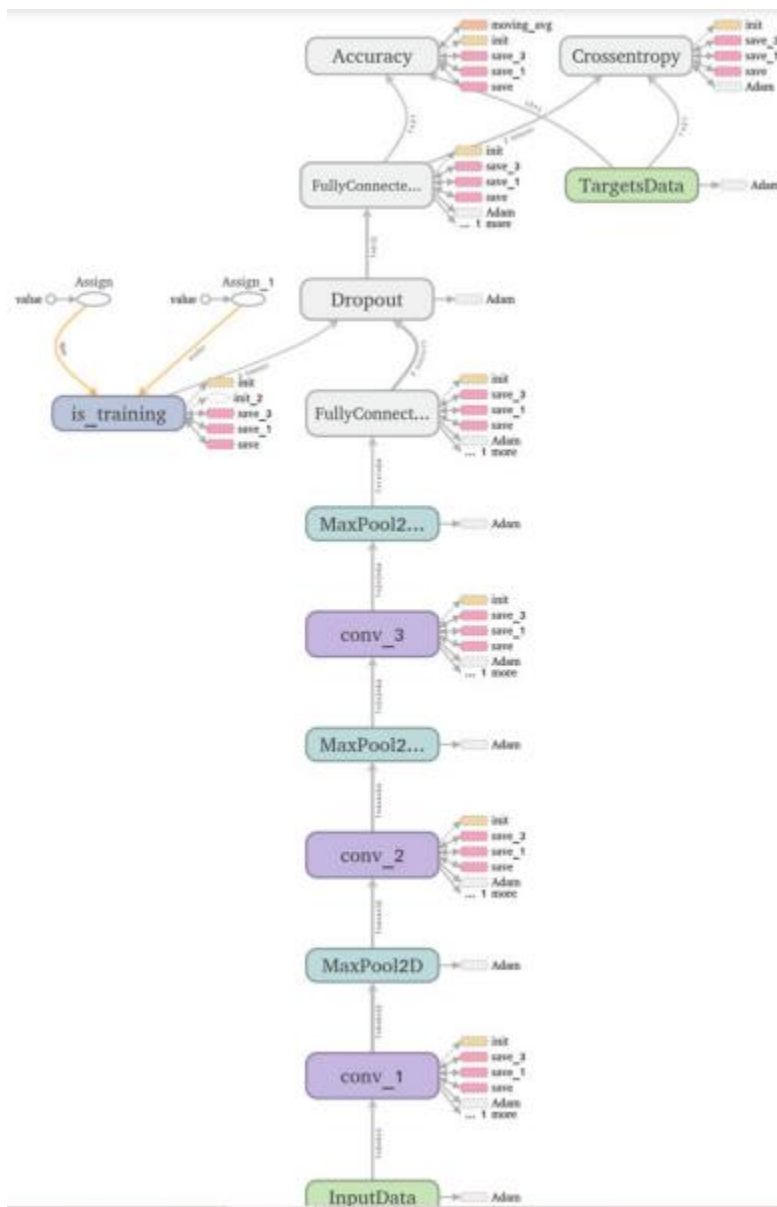 moving_avg
init
Accuracy
save_3
save_1
save
init
save_3
Crossentropy
save_1
save
Adam
init
save_3
FullyConnecte...
save_1
save
Adam
... 1 more
TargetsData
Adam
Assign
value
Assign_1
value
Dropout
Adam
init
init_2
is_training
save_3
save_1
save
init
save_3
FullyConnect...
save_1
save
Adam
... 1 more
MaxPool2...
Adam
init
save_3
conv_3
save_1
save
Adam
... 1 more
MaxPool2...
Adam
init
save_3
conv_2
save_1
save
Adam
... 1 more
MaxPool2D
Adam
init
save_3
conv_1
save_1
save
Adam
... 1 more
InputData
Adam